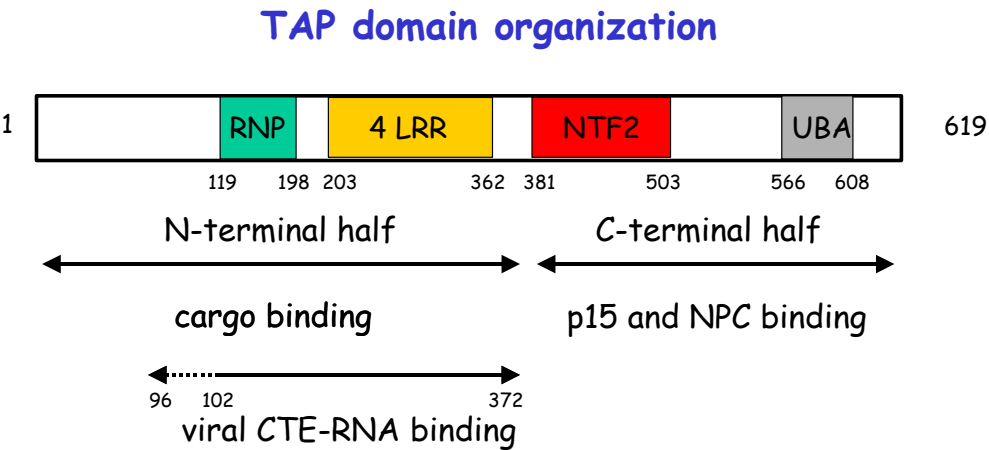 TAP domain organization
1 RNP 4 LRR NTF2 UBA 619
119 198 203 362 381 503 566 608
N-terminal half C-terminal half
cargo binding p15 and NPC binding
96 102 372
viral CTE-RNA binding